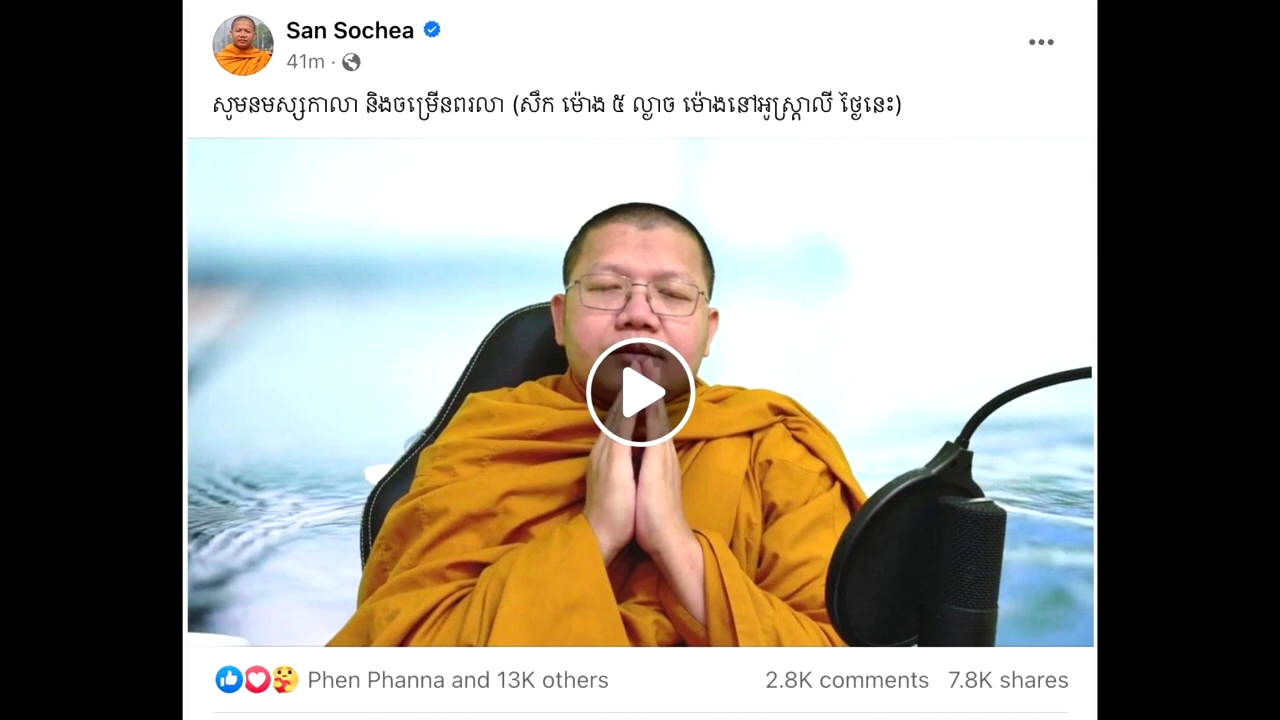 San Sochea
41m ·
សូមនមស្សកាលា និងចម្រើនពរលា (សឹក ម៉ោង ៥ ល្ងាច ម៉ោងនៅអូស្ត្រាលី ថ្ងៃនេះ)
Phen Phanna and 13K others 2.8K comments 7.8K shares